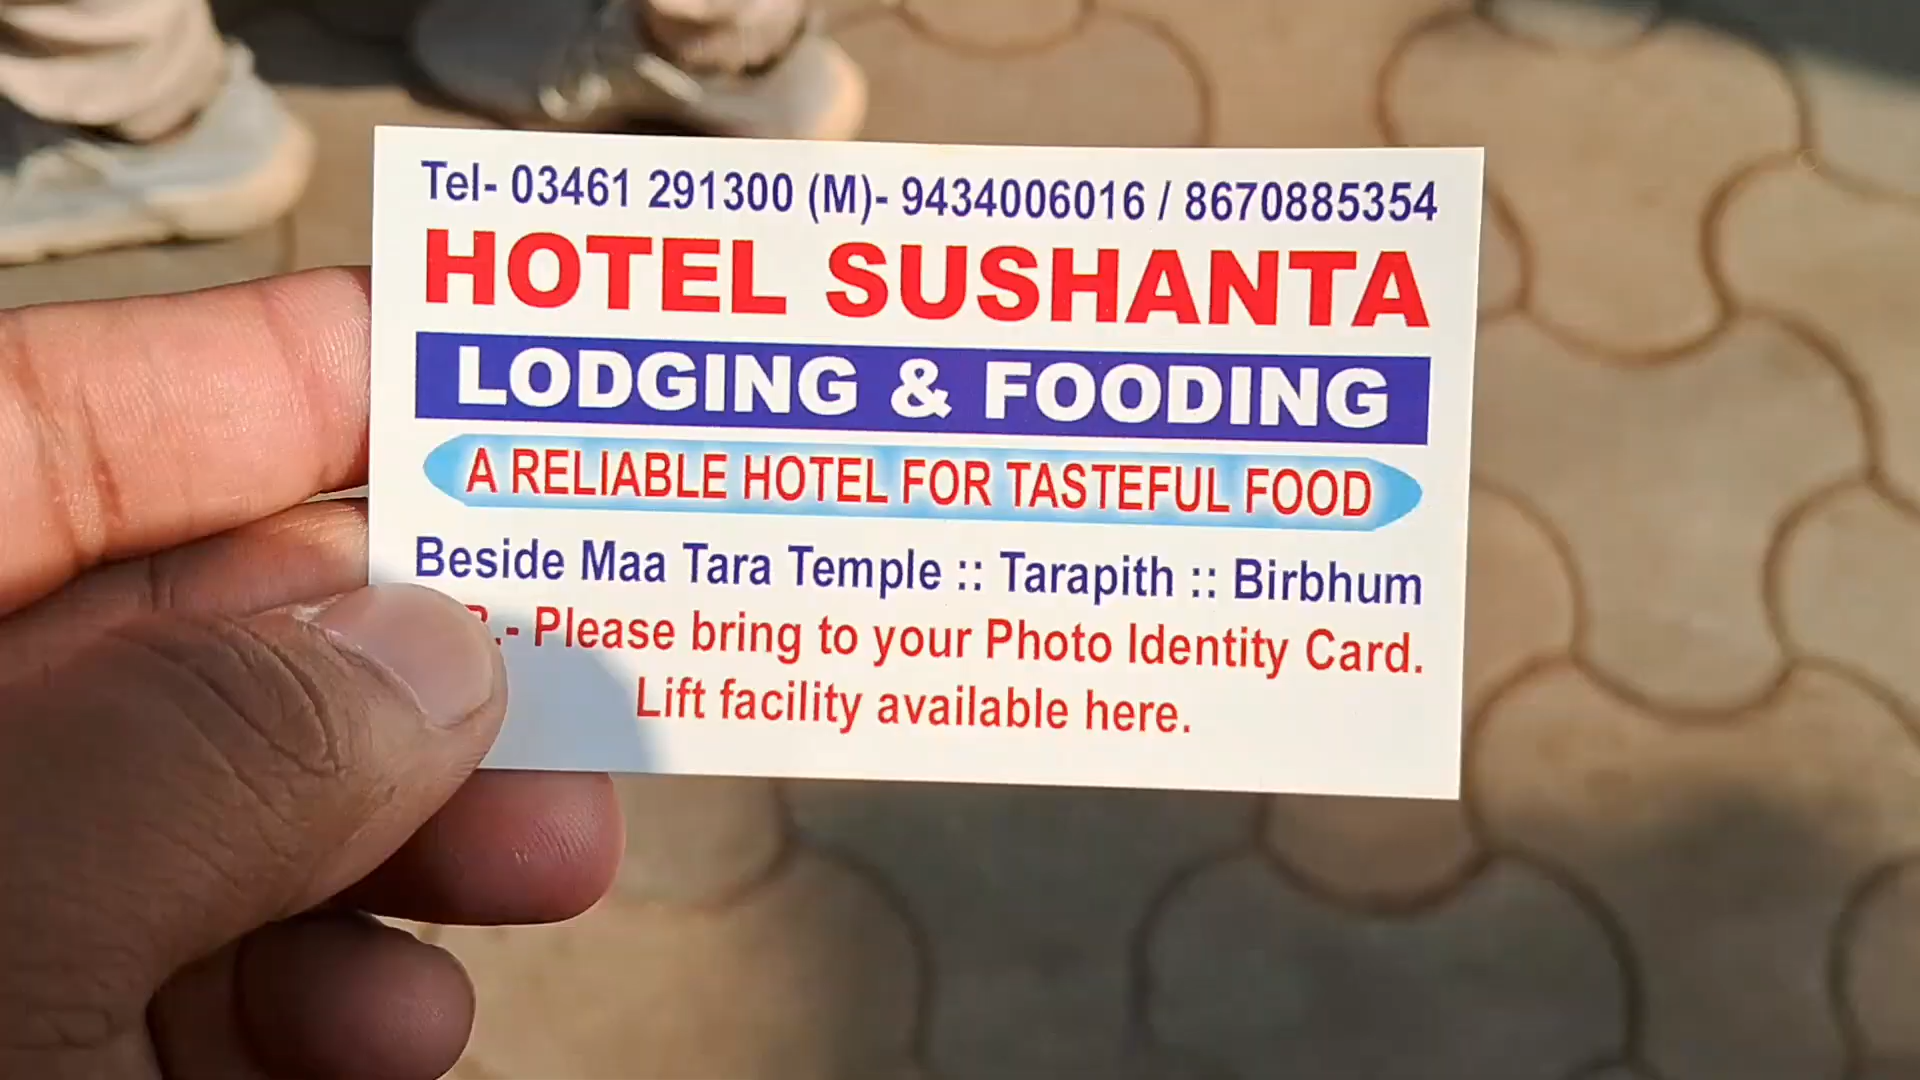 Tel- 03461 291300 (M)- 9434006016 / 8670885354
HOTEL SUSHANTA
LODGING & FOODING
A RELIABLE HOTEL FOR TASTEFUL FOOD
Beside Maa Tara Temple :: Tarapith :: Birbhum
- Please bring to your Photo Identity Card.
Lift facility available here.